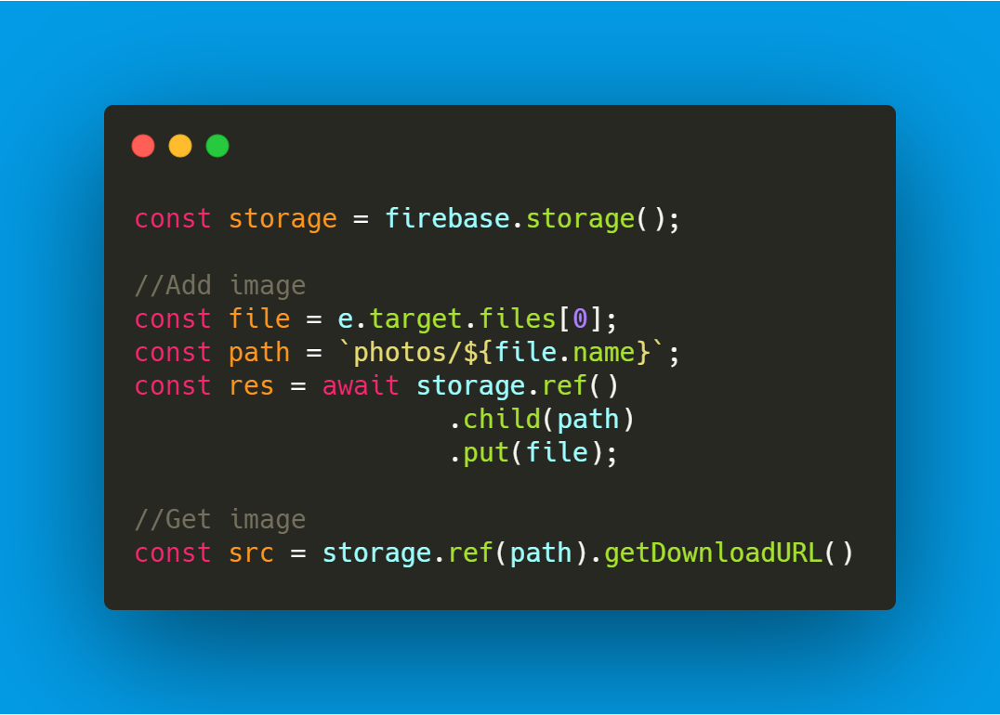 const storage = firebase.storage();
//Add image
const file = e.target.files[0];
const path = `photos/${file.name}`;
const res = await storage.ref()
.child(path)
.put(file);
//Get image
const src = storage.ref(path).getDownloadURL()